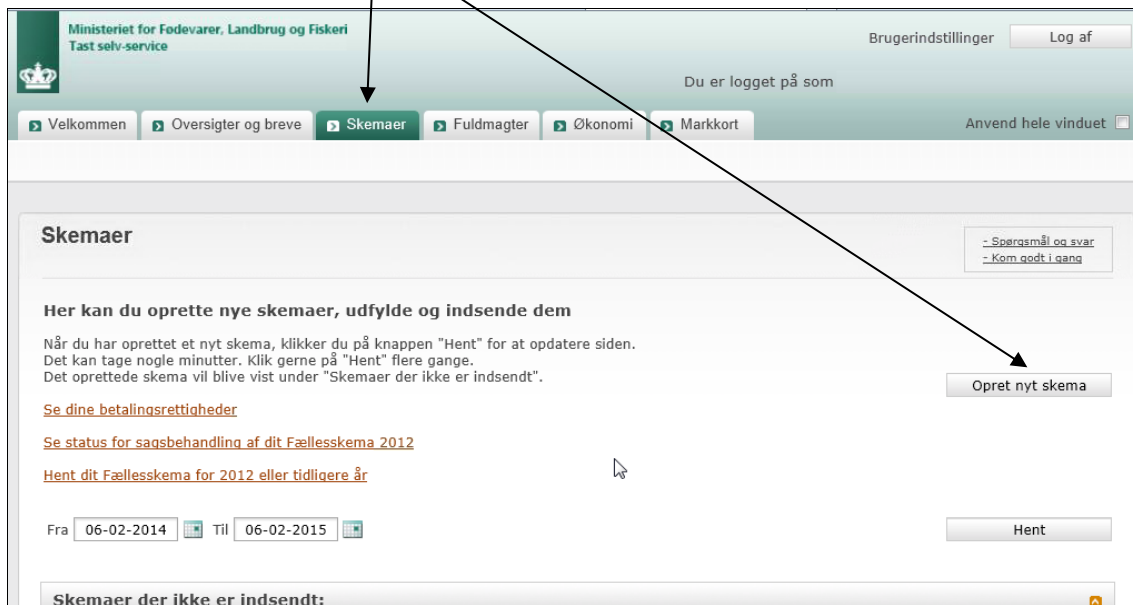 Ministeriet for Fødevarer, Landbrug og Fiskeri
Tast selv-service
Brugerindstillinger
Log af
Du er logget på som
Velkommen
Oversigter og breve
Skemaer
Fuldmagter
Økonomi
Markkort
Anvend hele vinduet
Skemaer
- Spørgsmål og svar
- Kom godt i gang
Her kan du oprette nye skemaer, udfylde og indsende dem
Når du har oprettet et nyt skema, klikker du på knappen "Hent" for at opdatere siden.
Det kan tage nogle minutter. Klik gerne på "Hent" flere gange.
Det oprettede skema vil blive vist under "Skemaer der ikke er indsendt".
Opret nyt skema
Se dine betalingsrettigheder
Se status for sagsbehandling af dit Fællesskema 2012
Hent dit Fællesskema for 2012 eller tidligere år
Fra 06-02-2014 Til 06-02-2015
Hent
Skemaer der ikke er indsendt: